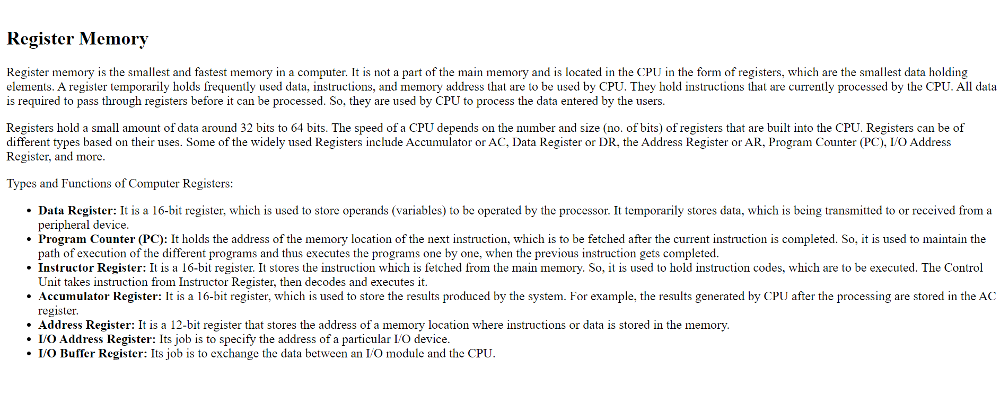 Register Memory
Register memory is the smallest and fastest memory in a computer. It is not a part of the main memory and is located in the CPU in the form of registers, which are the smallest data holding
elements. A register temporarily holds frequently used data, instructions, and memory address that are to be used by CPU. They hold instructions that are currently processed by the CPU. All data
is required to pass through registers before it can be processed. So, they are used by CPU to process the data entered by the users.
Registers hold a small amount of data around 32 bits to 64 bits. The speed of a CPU depends on the number and size (no. of bits) of registers that are built into the CPU. Registers can be of
different types based on their uses. Some of the widely used Registers include Accumulator or AC, Data Register or DR, the Address Register or AR, Program Counter (PC), I/O Address
Register, and more.
Types and Functions of Computer Registers:
• Data Register: It is a 16-bit register, which is used to store operands (variables) to be operated by the processor. It temporarily stores data, which is being transmitted to or received from a
peripheral device.
• Program Counter (PC): It holds the address of the memory location of the next instruction, which is to be fetched after the current instruction is completed. So, it is used to maintain the
path of execution of the different programs and thus executes the programs one by one, when the previous instruction gets completed.
• Instructor Register: It is a 16-bit register. It stores the instruction which is fetched from the main memory. So, it is used to hold instruction codes, which are to be executed. The Control
Unit takes instruction from Instructor Register, then decodes and executes it.
• Accumulator Register: It is a 16-bit register, which is used to store the results produced by the system. For example, the results generated by CPU after the processing are stored in the AC
register.
• Address Register: It is a 12-bit register that stores the address of a memory location where instructions or data is stored in the memory.
• I/O Address Register: Its job is to specify the address of a particular I/O device.
• I/O Buffer Register: Its job is to exchange the data between an I/O module and the CPU.